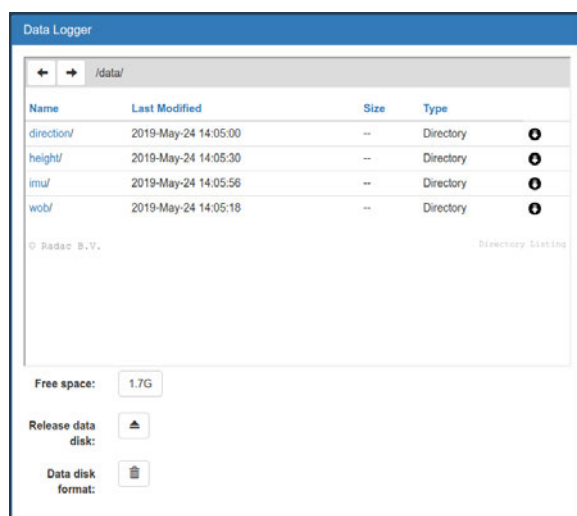 Data Logger
/data/
Name Last Modified Size Type
direction/ 2019-May-24 14:05:00 -- Directory
height/ 2019-May-24 14:05:30 -- Directory
imu/ 2019-May-24 14:05:56 -- Directory
wob/ 2019-May-24 14:05:18 -- Directory
© Radac B.V. Directory Listing
Free space: 1.7G
Release data
disk:
Data disk
format: